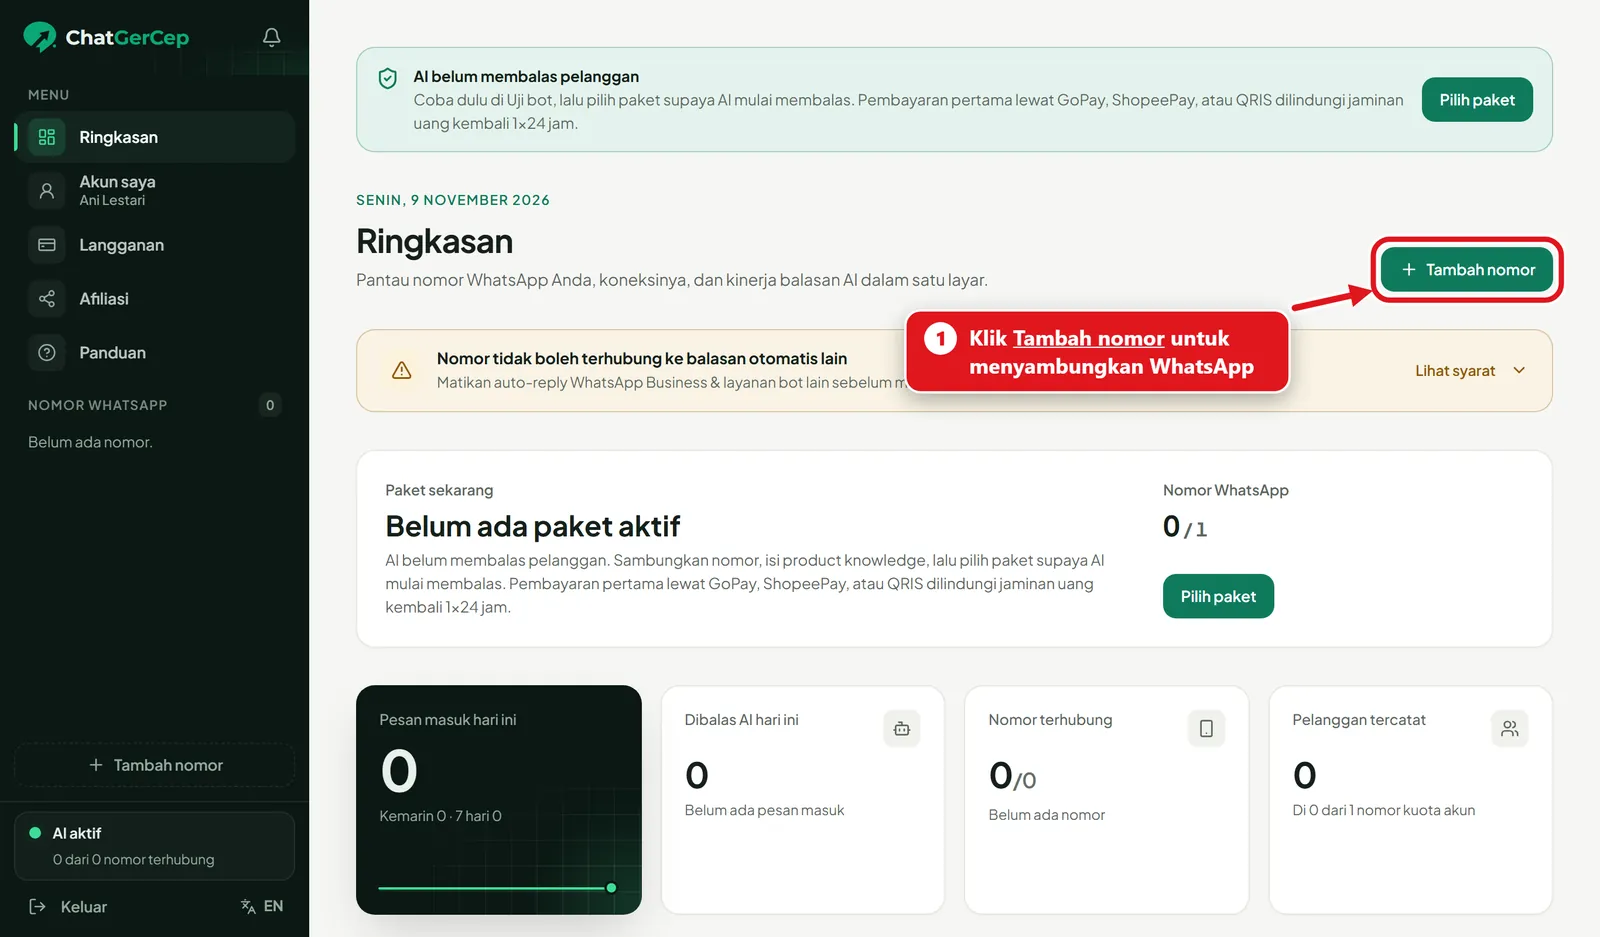 ChatGerCep
MENU
Ringkasan
Akun saya
Ani Lestari
Langganan
Afiliasi
Panduan
NOMOR WHATSAPP
0
Belum ada nomor.
+ Tambah nomor
AI aktif
0 dari 0 nomor terhubung
Keluar
EN
AI belum membalas pelanggan
Coba dulu di Uji bot, lalu pilih paket supaya AI mulai membalas. Pembayaran pertama lewat GoPay, ShopeePay, atau QRIS dilindungi jaminan
uang kembali 1×24 jam.
Pilih paket
SENIN, 9 NOVEMBER 2026
Ringkasan
Pantau nomor WhatsApp Anda, koneksinya, dan kinerja balasan AI dalam satu layar.
+ Tambah nomor
1 Klik Tambah nomor untuk
menyambungkan WhatsApp
Nomor tidak boleh terhubung ke balasan otomatis lain
Matikan auto-reply WhatsApp Business & layanan bot lain sebelum
Lihat syarat
Paket sekarang
Belum ada paket aktif
AI belum membalas pelanggan. Sambungkan nomor, isi product knowledge, lalu pilih paket supaya AI
mulai membalas. Pembayaran pertama lewat GoPay, ShopeePay, atau QRIS dilindungi jaminan uang
kembali 1×24 jam.
Nomor WhatsApp
0 / 1
Pilih paket
Pesan masuk hari ini
0
Kemarin 0 · 7 hari 0
Dibalas AI hari ini
0
Belum ada pesan masuk
Nomor terhubung
0/0
Belum ada nomor
Pelanggan tercatat
0
Di 0 dari 1 nomor kuota akun